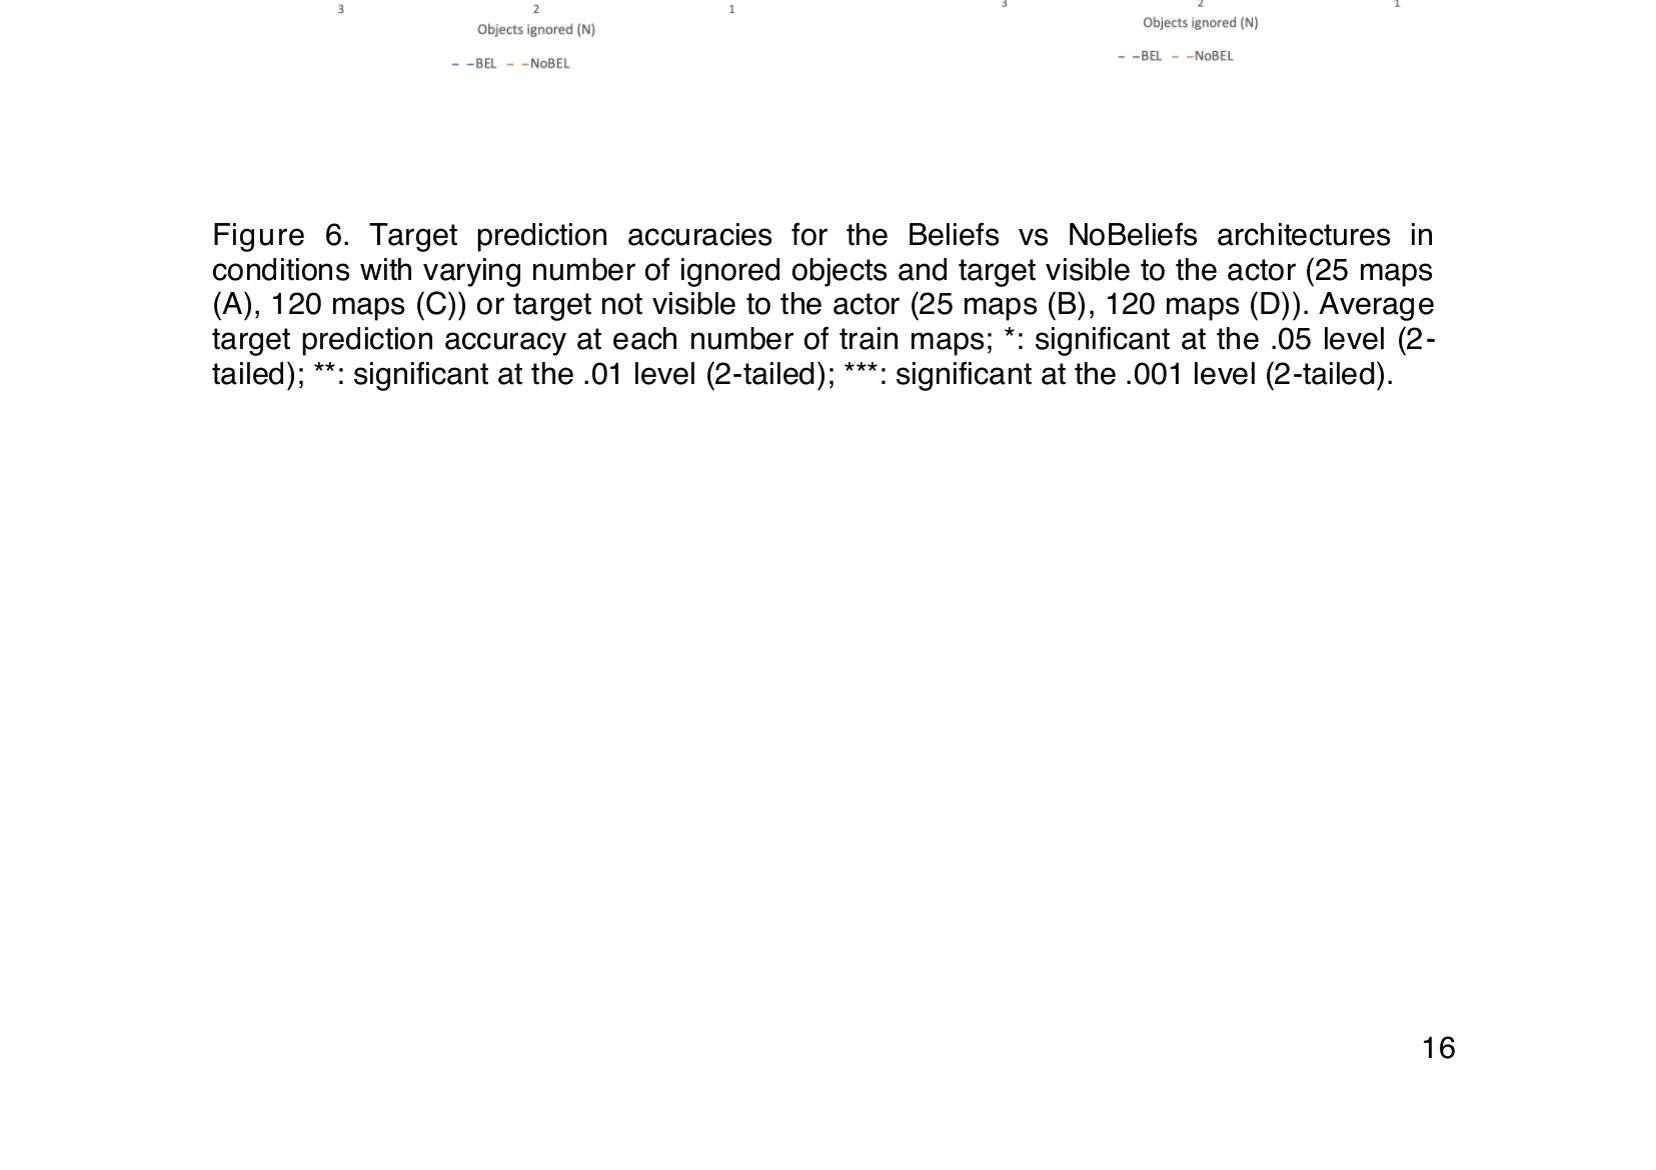 3 2 1
Objects ignored (N)
– –BEL – –NoBEL
3 2 1
Objects ignored (N)
– –BEL – –NoBEL
Figure 6. Target prediction accuracies for the Beliefs vs NoBeliefs architectures in
conditions with varying number of ignored objects and target visible to the actor (25 maps
(A), 120 maps (C)) or target not visible to the actor (25 maps (B), 120 maps (D)). Average
target prediction accuracy at each number of train maps; *: significant at the .05 level (2-
tailed); **: significant at the .01 level (2-tailed); ***: significant at the .001 level (2-tailed).
16